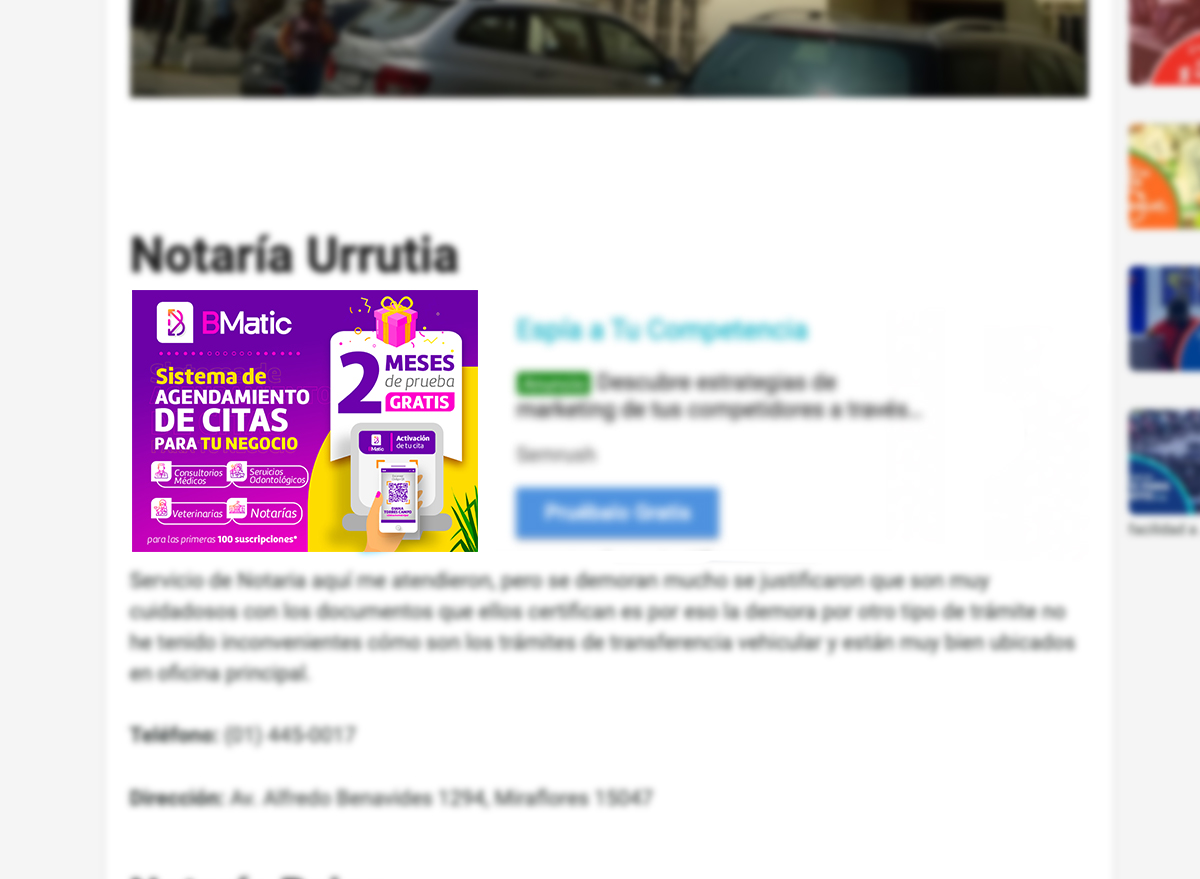 Notaría Urrutia
BMatic
Sistema de
AGENDAMIENTO
DE CITAS
PARA TU NEGOCIO
Consultorios
Médicos
Servicios
Odontológicos
Veterinarias
Notarías
para las primeras 100 suscripciones*
2
MESES
de prueba
GRATIS
BMatic
Activación
de tu cita
EMMA
TORRES CAMPO
Espía a Tu Competencia
Descubre estrategias de
marketing de tus competidores a través...
Semrush
Pruébalo Gratis
Servicio de Notaria aquí me atendieron, pero se demoran mucho se justificaron que son muy
cuidadosos con los documentos que ellos certifican es por eso la demora por otro tipo de trámite no
he tenido inconvenientes cómo son los trámites de transferencia vehicular y están muy bien ubicados
en oficina principal.
Teléfono: (01) 445-0017
Dirección: Av. Alfredo Benavides 1294, Miraflores 15047